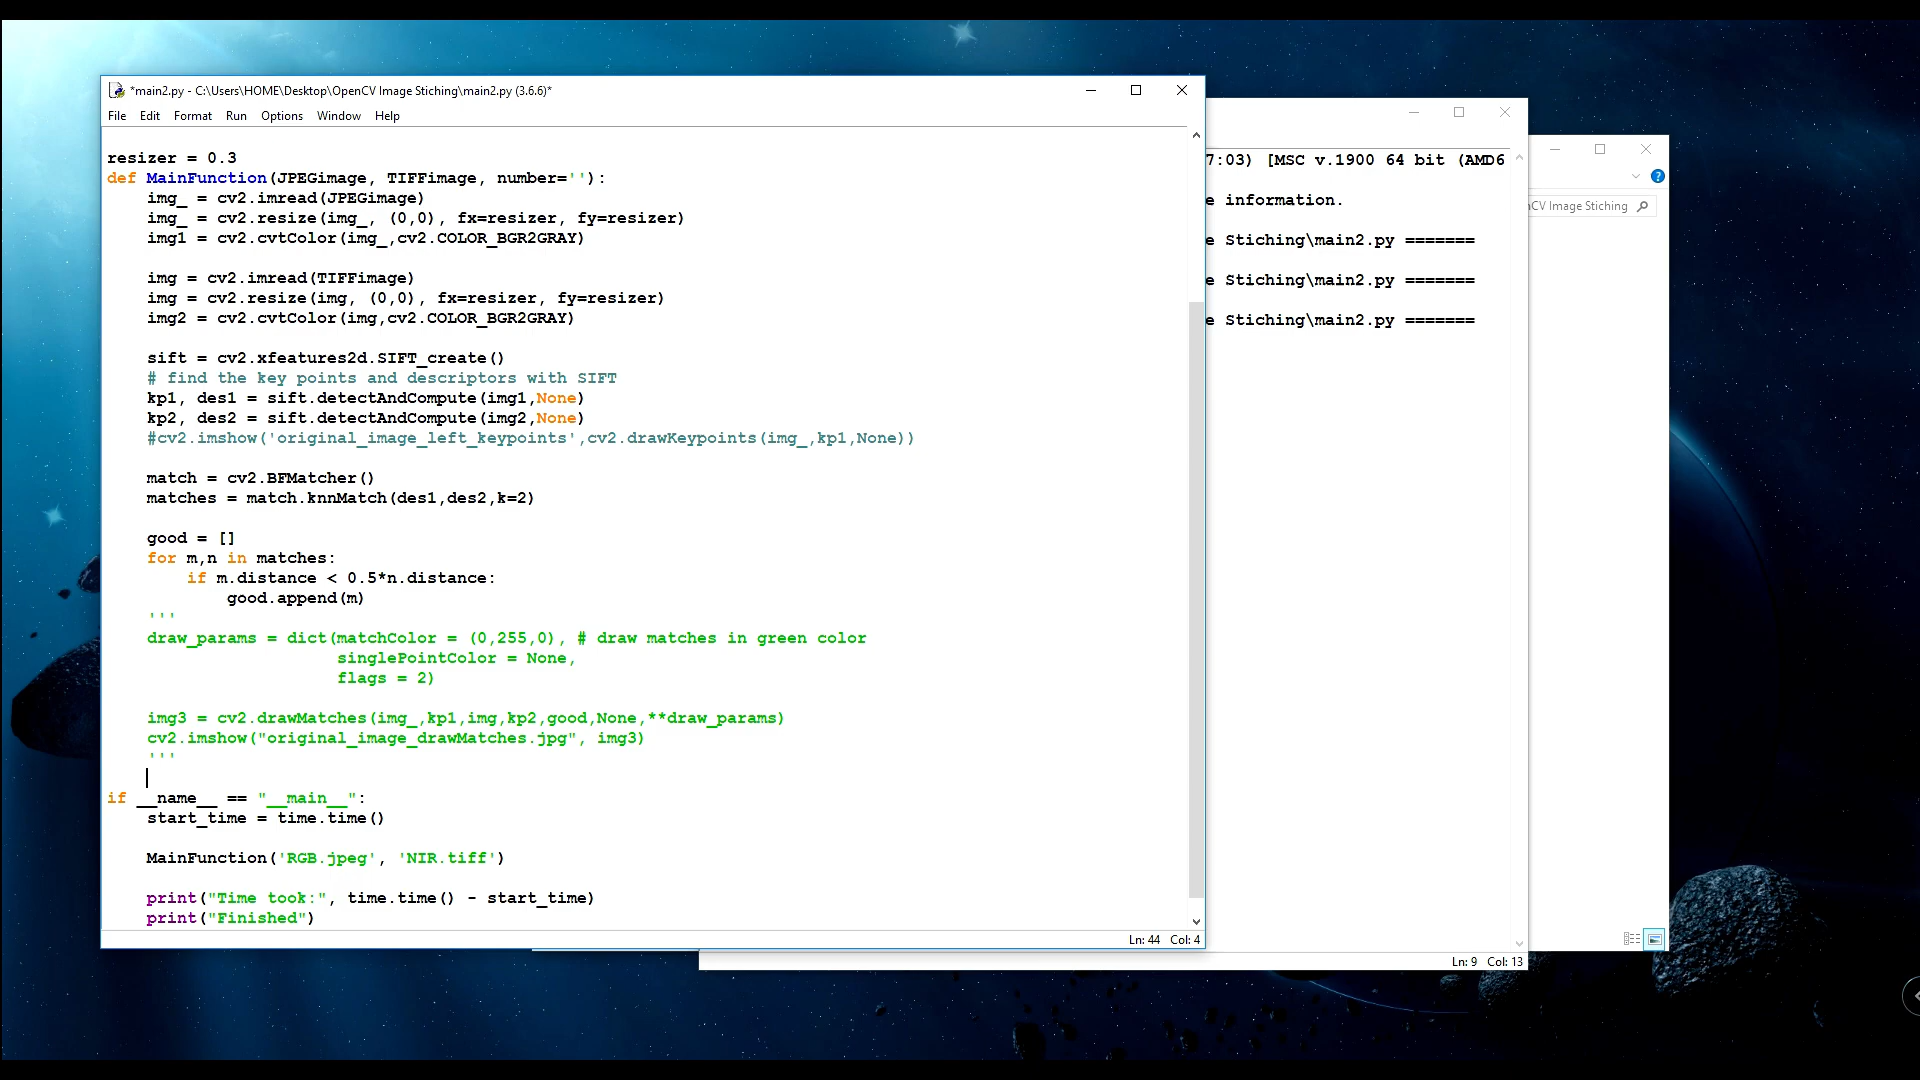 *main2.py - C:\Users\HOME\Desktop\OpenCV Image Stiching\main2.py (3.6.6)*
File Edit Format Run Options Window Help
resizer = 0.3
def MainFunction(JPEGimage, TIFFimage, number=''):
    img_ = cv2.imread(JPEGimage)
    img_ = cv2.resize(img_, (0,0), fx=resizer, fy=resizer)
    img1 = cv2.cvtColor(img_,cv2.COLOR_BGR2GRAY)
    img = cv2.imread(TIFFimage)
    img = cv2.resize(img, (0,0), fx=resizer, fy=resizer)
    img2 = cv2.cvtColor(img,cv2.COLOR_BGR2GRAY)
    sift = cv2.xfeatures2d.SIFT_create()
    # find the key points and descriptors with SIFT
    kp1, des1 = sift.detectAndCompute(img1,None)
    kp2, des2 = sift.detectAndCompute(img2,None)
    #cv2.imshow('original_image_left_keypoints',cv2.drawKeypoints(img_,kp1,None))
    match = cv2.BFMatcher()
    matches = match.knnMatch(des1,des2,k=2)
    good = []
    for m,n in matches:
        if m.distance < 0.5*n.distance:
            good.append(m)
    '''
    draw_params = dict(matchColor = (0,255,0), # draw matches in green color
                       singlePointColor = None,
                       flags = 2)
    img3 = cv2.drawMatches(img_,kp1,img,kp2,good,None,**draw_params)
    cv2.imshow("original_image_drawMatches.jpg", img3)
    '''
if __name__ == "__main__":
    start_time = time.time()
    MainFunction('RGB.jpeg', 'NIR.tiff')
    print("Time took:", time.time() - start_time)
    print("Finished")
Ln: 44 Col: 4
7:03) [MSC v.1900 64 bit (AMD6
e information.
e Stiching\main2.py =======
e Stiching\main2.py =======
e Stiching\main2.py =======
Ln: 9 Col: 13
CV Image Stiching